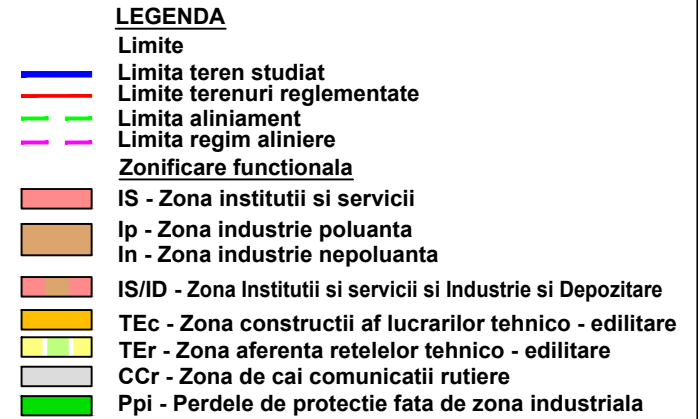 LEGENDA
Limite
Limita teren studiat
Limite terenuri reglementate
Limita aliniament
Limita regim aliniere
Zonificare functionala
IS - Zona institutii si servicii
Ip - Zona industrie poluanta
In - Zona industrie nepoluanta
IS/ID - Zona Institutii si servicii si Industrie si Depozitare
TEc - Zona constructii af lucrarilor tehnico - edilitare
TEr - Zona aferenta retelelor tehnico - edilitare
CCr - Zona de cai comunicatii rutiere
Ppi - Perdele de protectie fata de zona industriala